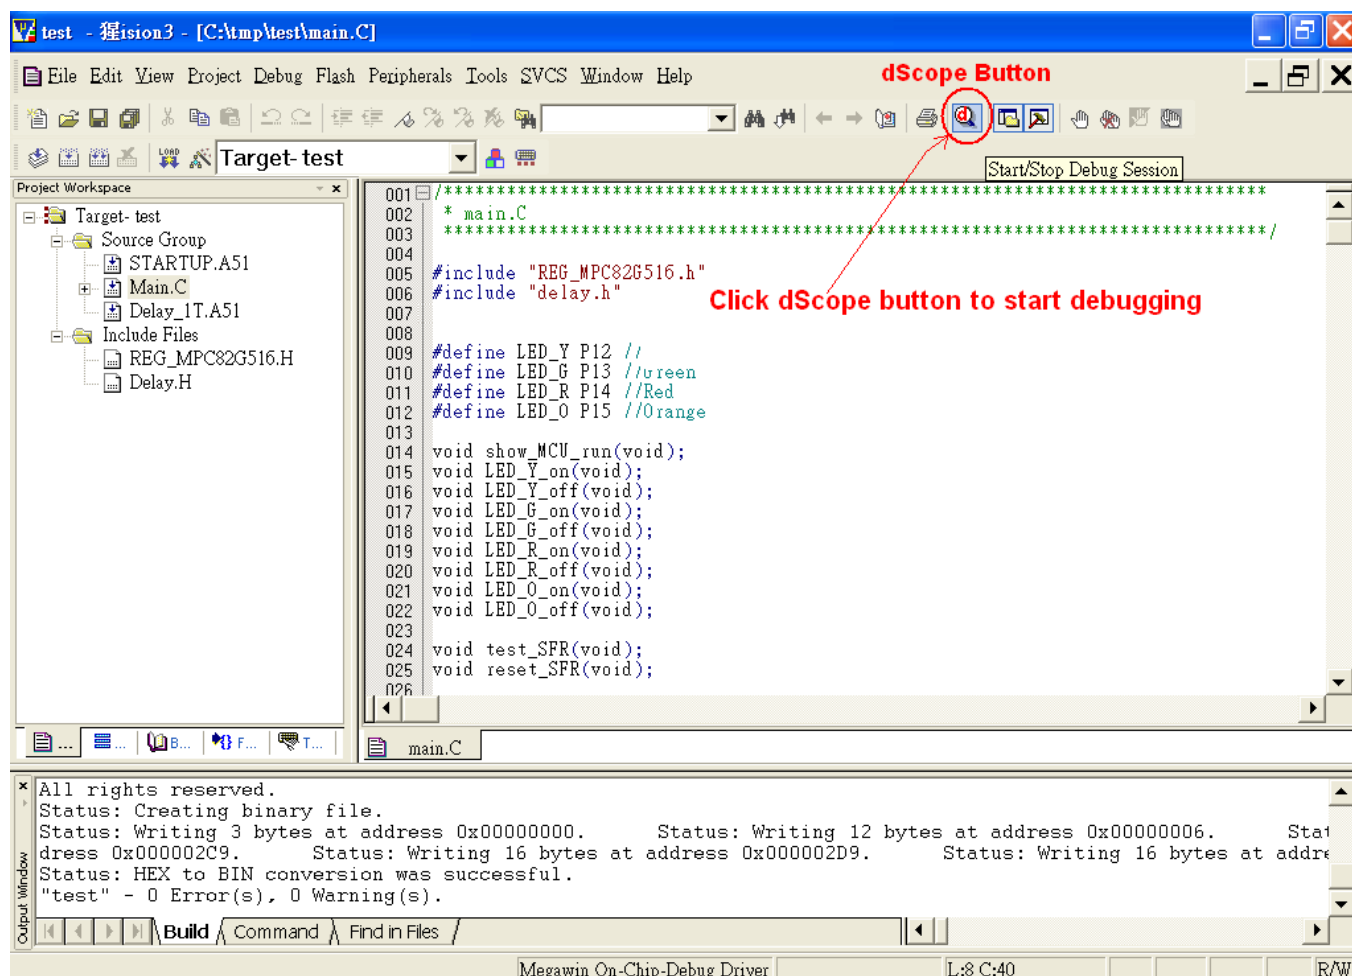 test - 猩ision3 - [C:\tmp\test\main.C]
File Edit View Project Debug Flash Peripherals Tools SVCS Window Help
dScope Button
LOAD
Target- test
Start/Stop Debug Session
Project Workspace
Target- test
Source Group
STARTUP.A51
Main.C
Delay_1T.A51
Include Files
REG_MPC82G516.H
Delay.H
001 /*******************************************************************************
002 * main.C
003 *******************************************************************************/
004
005 #include "REG_MPC82G516.h"
006 #include "delay.h"
Click dScope button to start debugging
007
008
009 #define LED_Y P12 //
010 #define LED_G P13 //Green
011 #define LED_R P14 //Red
012 #define LED_O P15 //Orange
013
014 void show_MCU_run(void);
015 void LED_Y_on(void);
016 void LED_Y_off(void);
017 void LED_G_on(void);
018 void LED_G_off(void);
019 void LED_R_on(void);
020 void LED_R_off(void);
021 void LED_O_on(void);
022 void LED_O_off(void);
023
024 void test_SFR(void);
025 void reset_SFR(void);
026
... ... B... F... T...
main.C
All rights reserved.
Status: Creating binary file.
Status: Writing 3 bytes at address 0x00000000. Status: Writing 12 bytes at address 0x00000006. Stat
dress 0x000002C9. Status: Writing 16 bytes at address 0x000002D9. Status: Writing 16 bytes at addre
Status: HEX to BIN conversion was successful.
"test" - 0 Error(s), 0 Warning(s).
Output Window
Build Command Find in Files
Megawin On-Chip-Debug Driver L:8 C:40 R/W